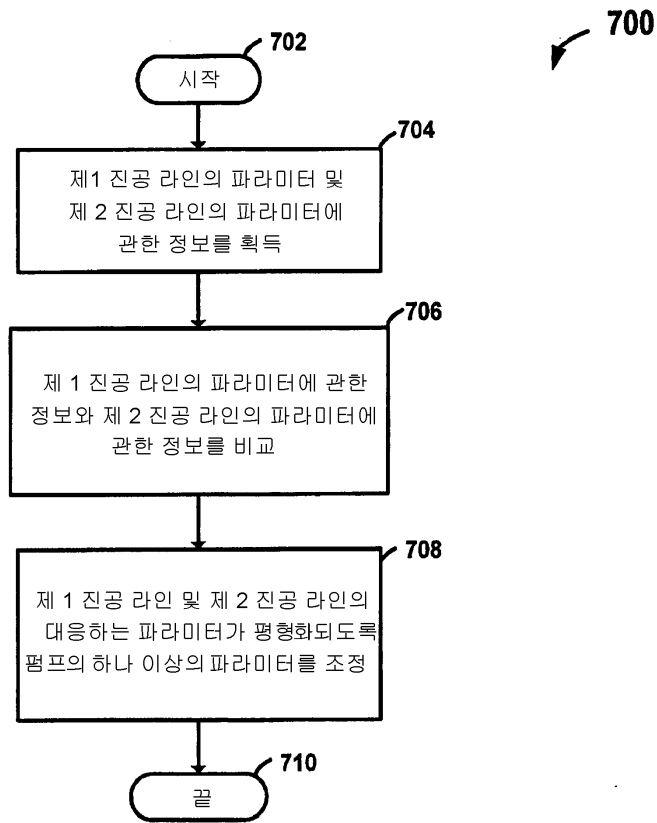 700
702
시작
704
제1 진공 라인의 파라미터 및
제 2 진공 라인의 파라미터에
관한 정보를 획득
706
제 1 진공 라인의 파라미터에 관한
정보와 제 2 진공 라인의 파라미터에
관한 정보를 비교
708
제 1 진공 라인 및 제 2 진공 라인의
대응하는 파라미터가 평형화되도록
펌프의 하나 이상의 파라미터를 조정
710
끝